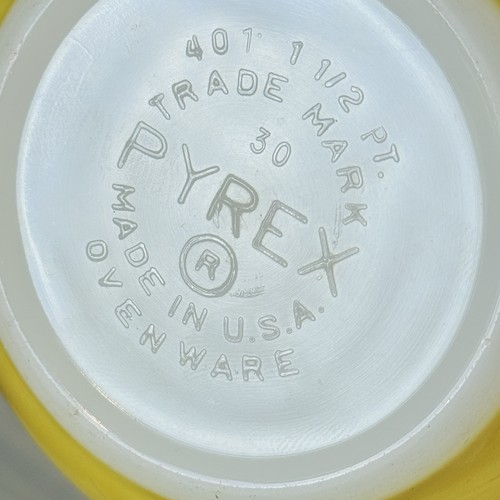 401 1 1/2 PT.
TRADE MARK
30
P
PYREX
®
MADE IN U.S.A.
OVENWARE